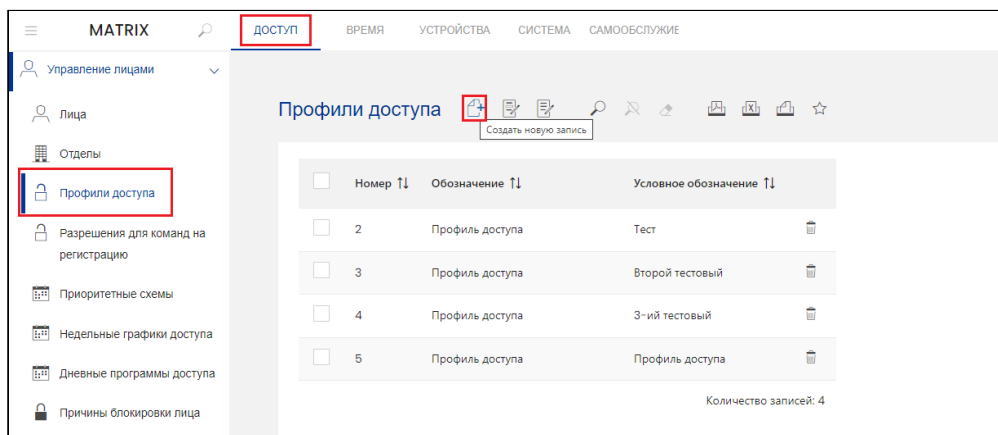 MATRIX
ДОСТУП ВРЕМЯ УСТРОЙСТВА СИСТЕМА САМООБСЛУЖИЕ
Управление лицами
Лица
Отделы
Профили доступа
Разрешения для команд на
регистрацию
Приоритетные схемы
Недельные графики доступа
Дневные программы доступа
Причины блокировки лица
Профили доступа
Создать новую запись
Номер Обозначение Условное обозначение
2 Профиль доступа Тест
3 Профиль доступа Второй тестовый
4 Профиль доступа 3-ий тестовый
5 Профиль доступа Профиль доступа
Количество записей: 4